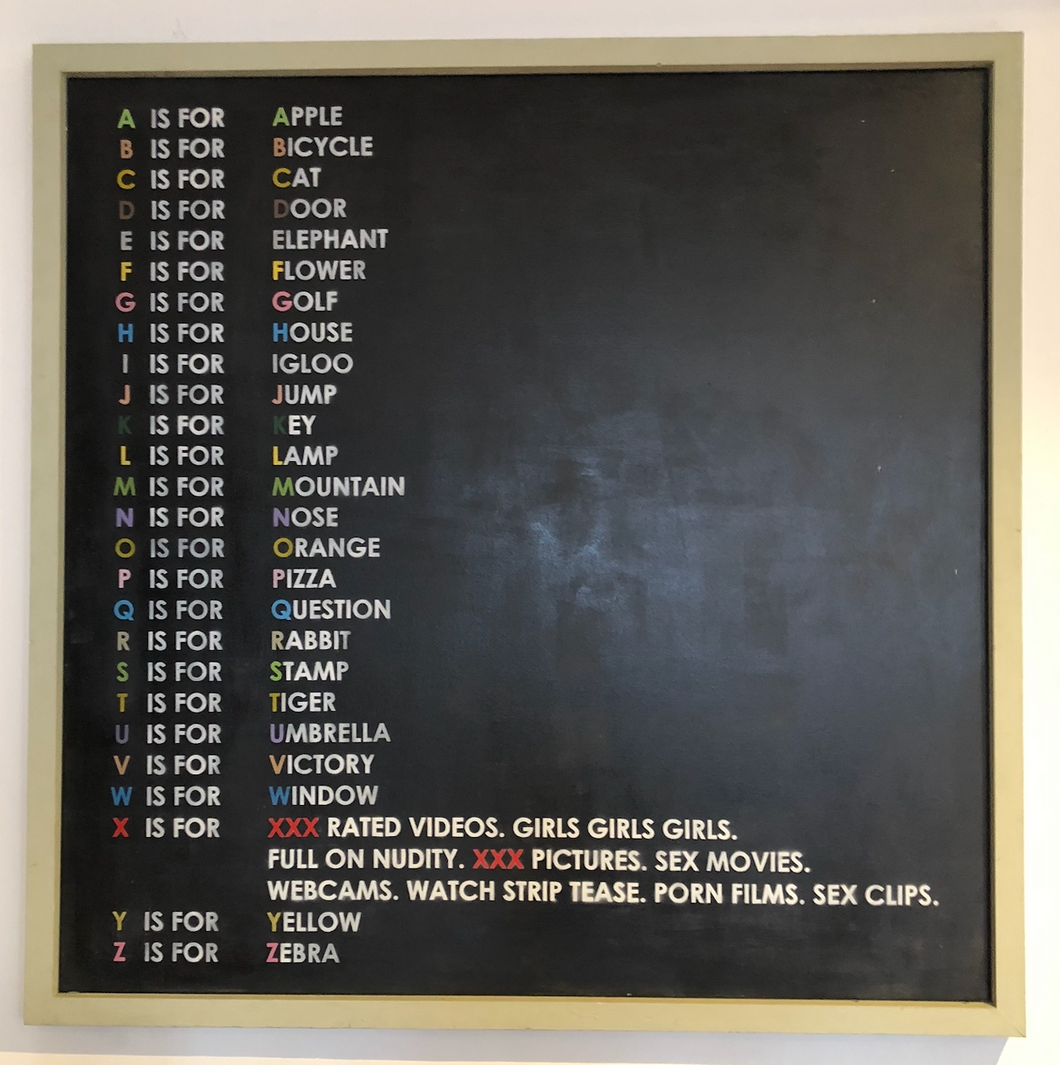 A IS FOR APPLE
B IS FOR BICYCLE
C IS FOR CAT
D IS FOR DOOR
E IS FOR ELEPHANT
F IS FOR FLOWER
G IS FOR GOLF
H IS FOR HOUSE
I IS FOR IGLOO
J IS FOR JUMP
K IS FOR KEY
L IS FOR LAMP
M IS FOR MOUNTAIN
N IS FOR NOSE
O IS FOR ORANGE
P IS FOR PIZZA
Q IS FOR QUESTION
R IS FOR RABBIT
S IS FOR STAMP
T IS FOR TIGER
U IS FOR UMBRELLA
V IS FOR VICTORY
W IS FOR WINDOW
X IS FOR XXX RATED VIDEOS. GIRLS GIRLS GIRLS.
FULL ON NUDITY. XXX PICTURES. SEX MOVIES.
WEBCAMS. WATCH STRIP TEASE. PORN FILMS. SEX CLIPS.
Y IS FOR YELLOW
Z IS FOR ZEBRA